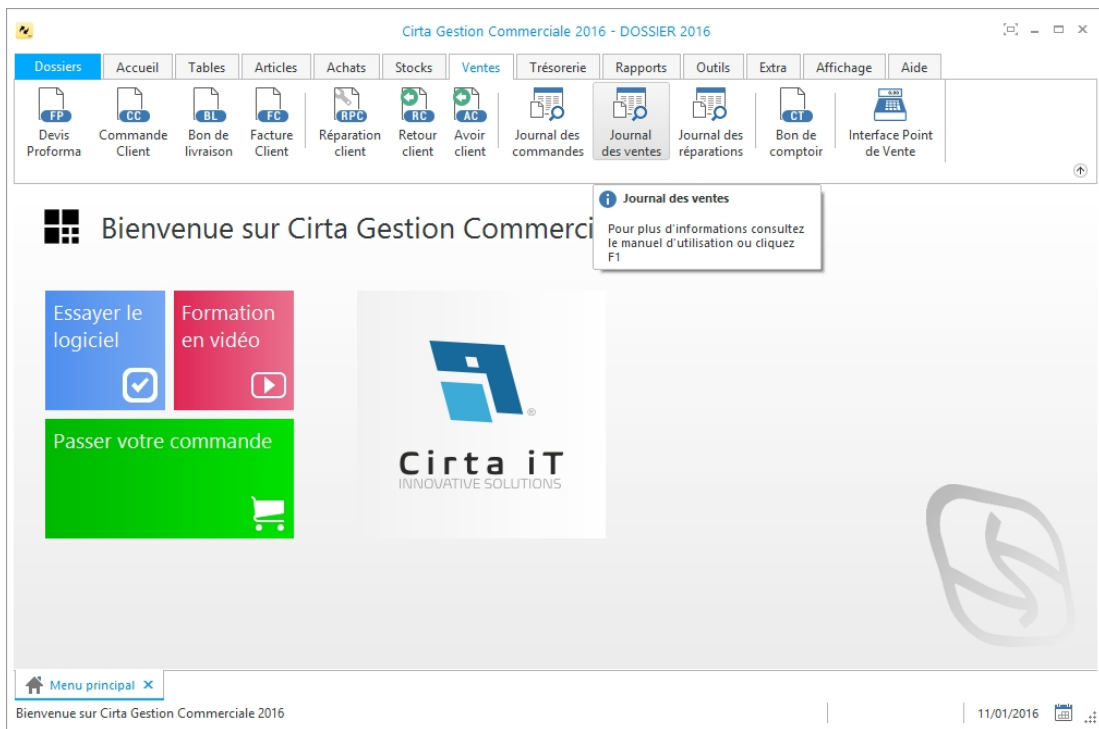 Cirta Gestion Commerciale 2016 - DOSSIER 2016
Dossiers Accueil Tables Articles Achats Stocks Ventes Trésorerie Rapports Outils Extra Affichage Aide
FP CC BL FC RPC RC AC CT
Devis Commande Bon de Facture Réparation Retour Avoir Journal des Journal Journal des Bon de Interface Point
Proforma Client livraison Client client client client commandes des ventes réparations comptoir de Vente
Journal des ventes
Pour plus d'informations consultez
le manuel d'utilisation ou cliquez
F1
Bienvenue sur Cirta Gestion Commerci
Essayer le
logiciel
Formation
en vidéo
Passer votre commande
Cirta iT
INNOVATIVE SOLUTIONS
Menu principal
Bienvenue sur Cirta Gestion Commerciale 2016
11/01/2016